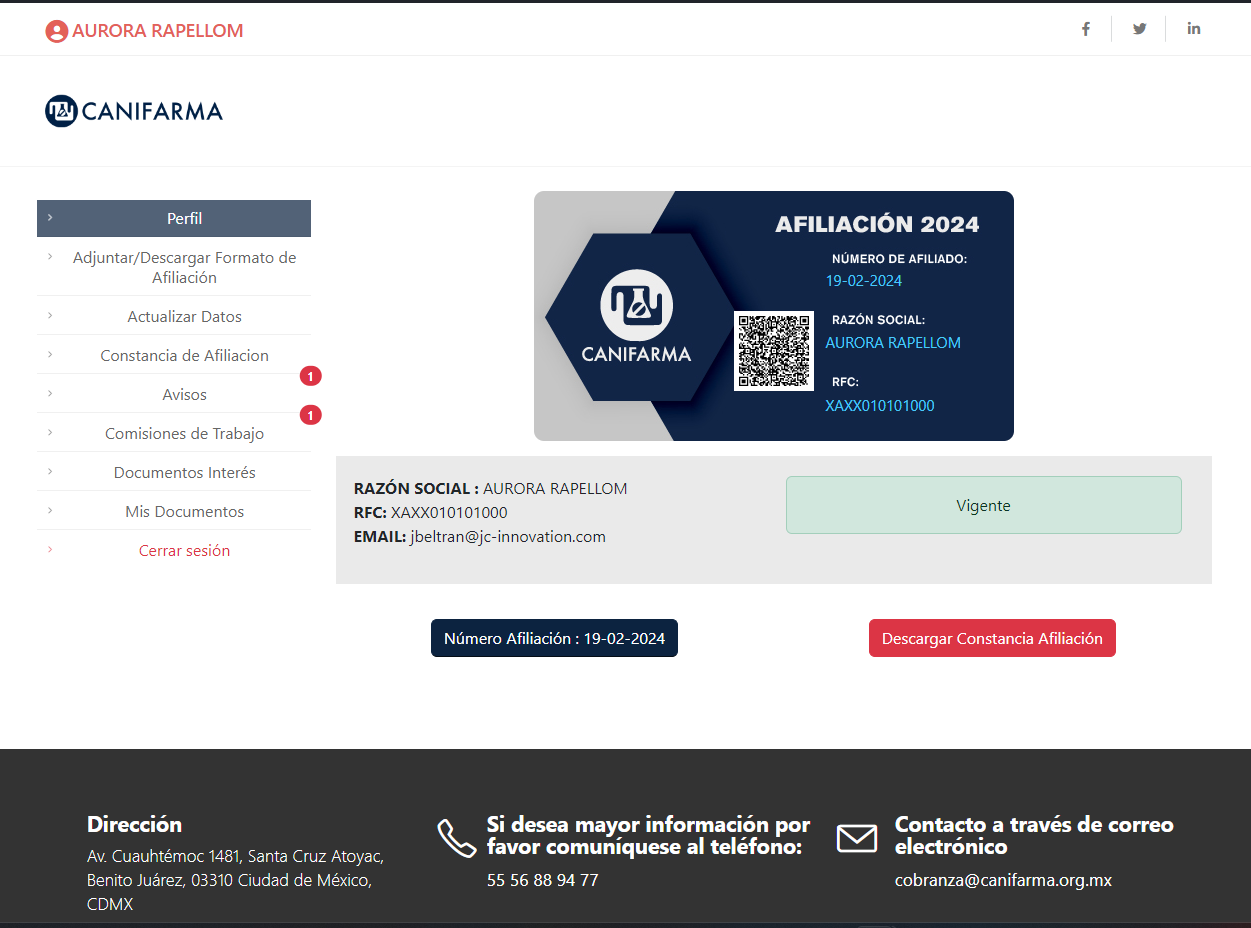 AURORA RAPELLOM
CANIFARMA
Perfil
Adjuntar/Descargar Formato de
Afiliación
Actualizar Datos
Constancia de Afiliacion
1
Avisos
1
Comisiones de Trabajo
Documentos Interés
Mis Documentos
Cerrar sesión
CANIFARMA
AFILIACIÓN 2024
NÚMERO DE AFILIADO:
19-02-2024
RAZÓN SOCIAL:
AURORA RAPELLOM
RFC:
XAXX010101000
RAZÓN SOCIAL : AURORA RAPELLOM
RFC: XAXX010101000
EMAIL: jbeltran@jc-innovation.com
Vigente
Número Afiliación : 19-02-2024
Descargar Constancia Afiliación
Dirección
Av. Cuauhtémoc 1481, Santa Cruz Atoyac,
Benito Juárez, 03310 Ciudad de México,
CDMX
Si desea mayor información por
favor comuníquese al teléfono:
55 56 88 94 77
Contacto a través de correo
electrónico
cobranza@canifarma.org.mx